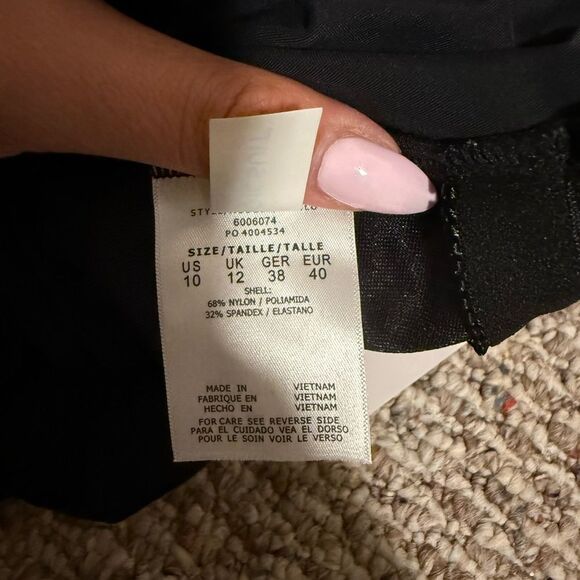 6006074
PO 4004534
SIZE/TAILLE/TALLE
US UK GER EUR
10 12 38 40
SHELL:
68% NYLON / POLIAMIDA
32% SPANDEX / ELASTANO
MADE IN VIETNAM
FABRIQUE EN VIETNAM
HECHO EN VIETNAM
FOR CARE SEE REVERSE SIDE
PARA EL CUIDADO VEA EL DORSO
POUR LE SOIN VOIR LE VERSO